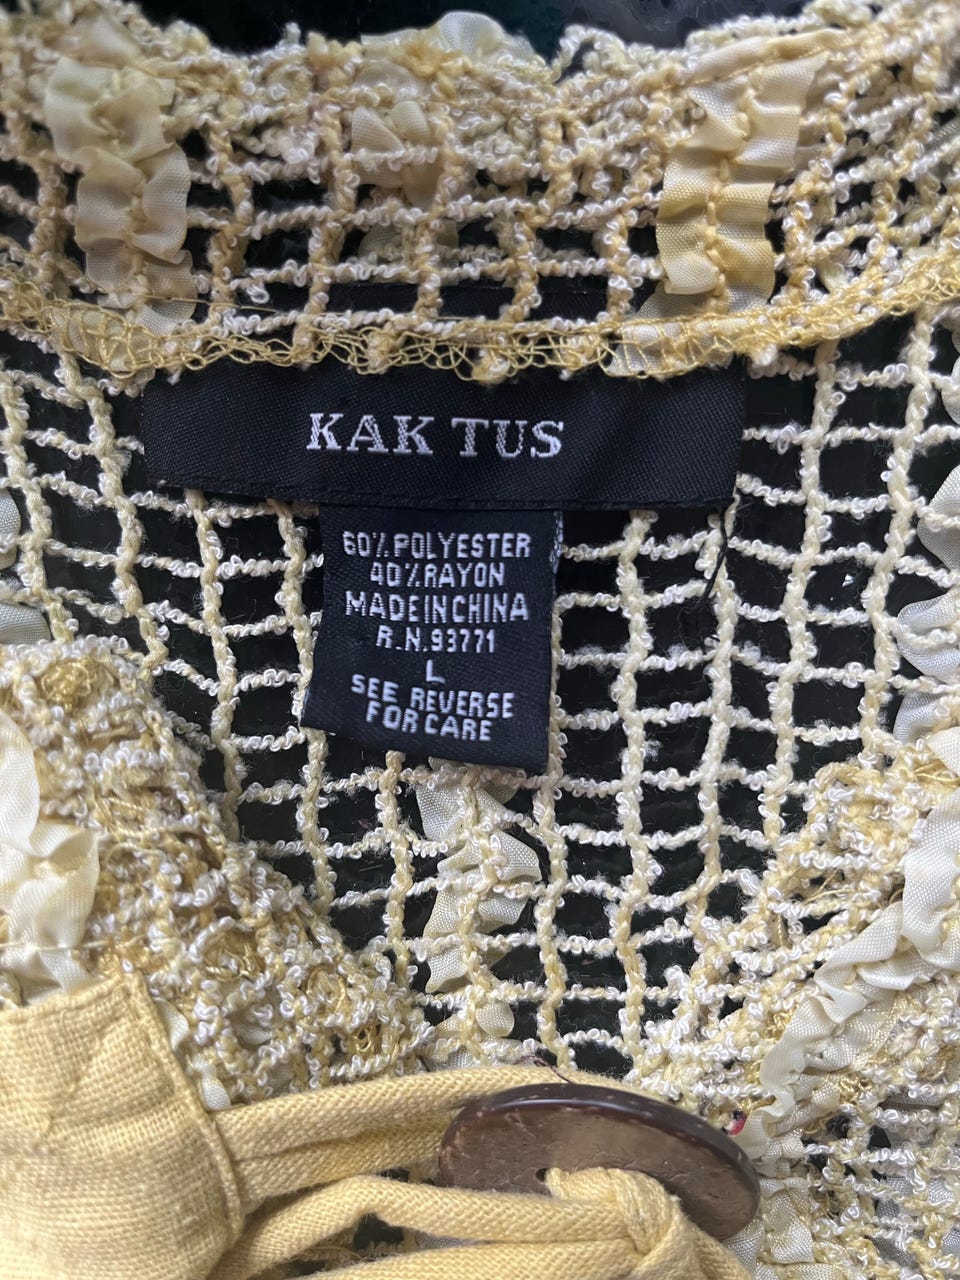 KAK TUS
60% POLYESTER
40% RAYON
MADE IN CHINA
R.N.93771
L
SEE REVERSE
FOR CARE